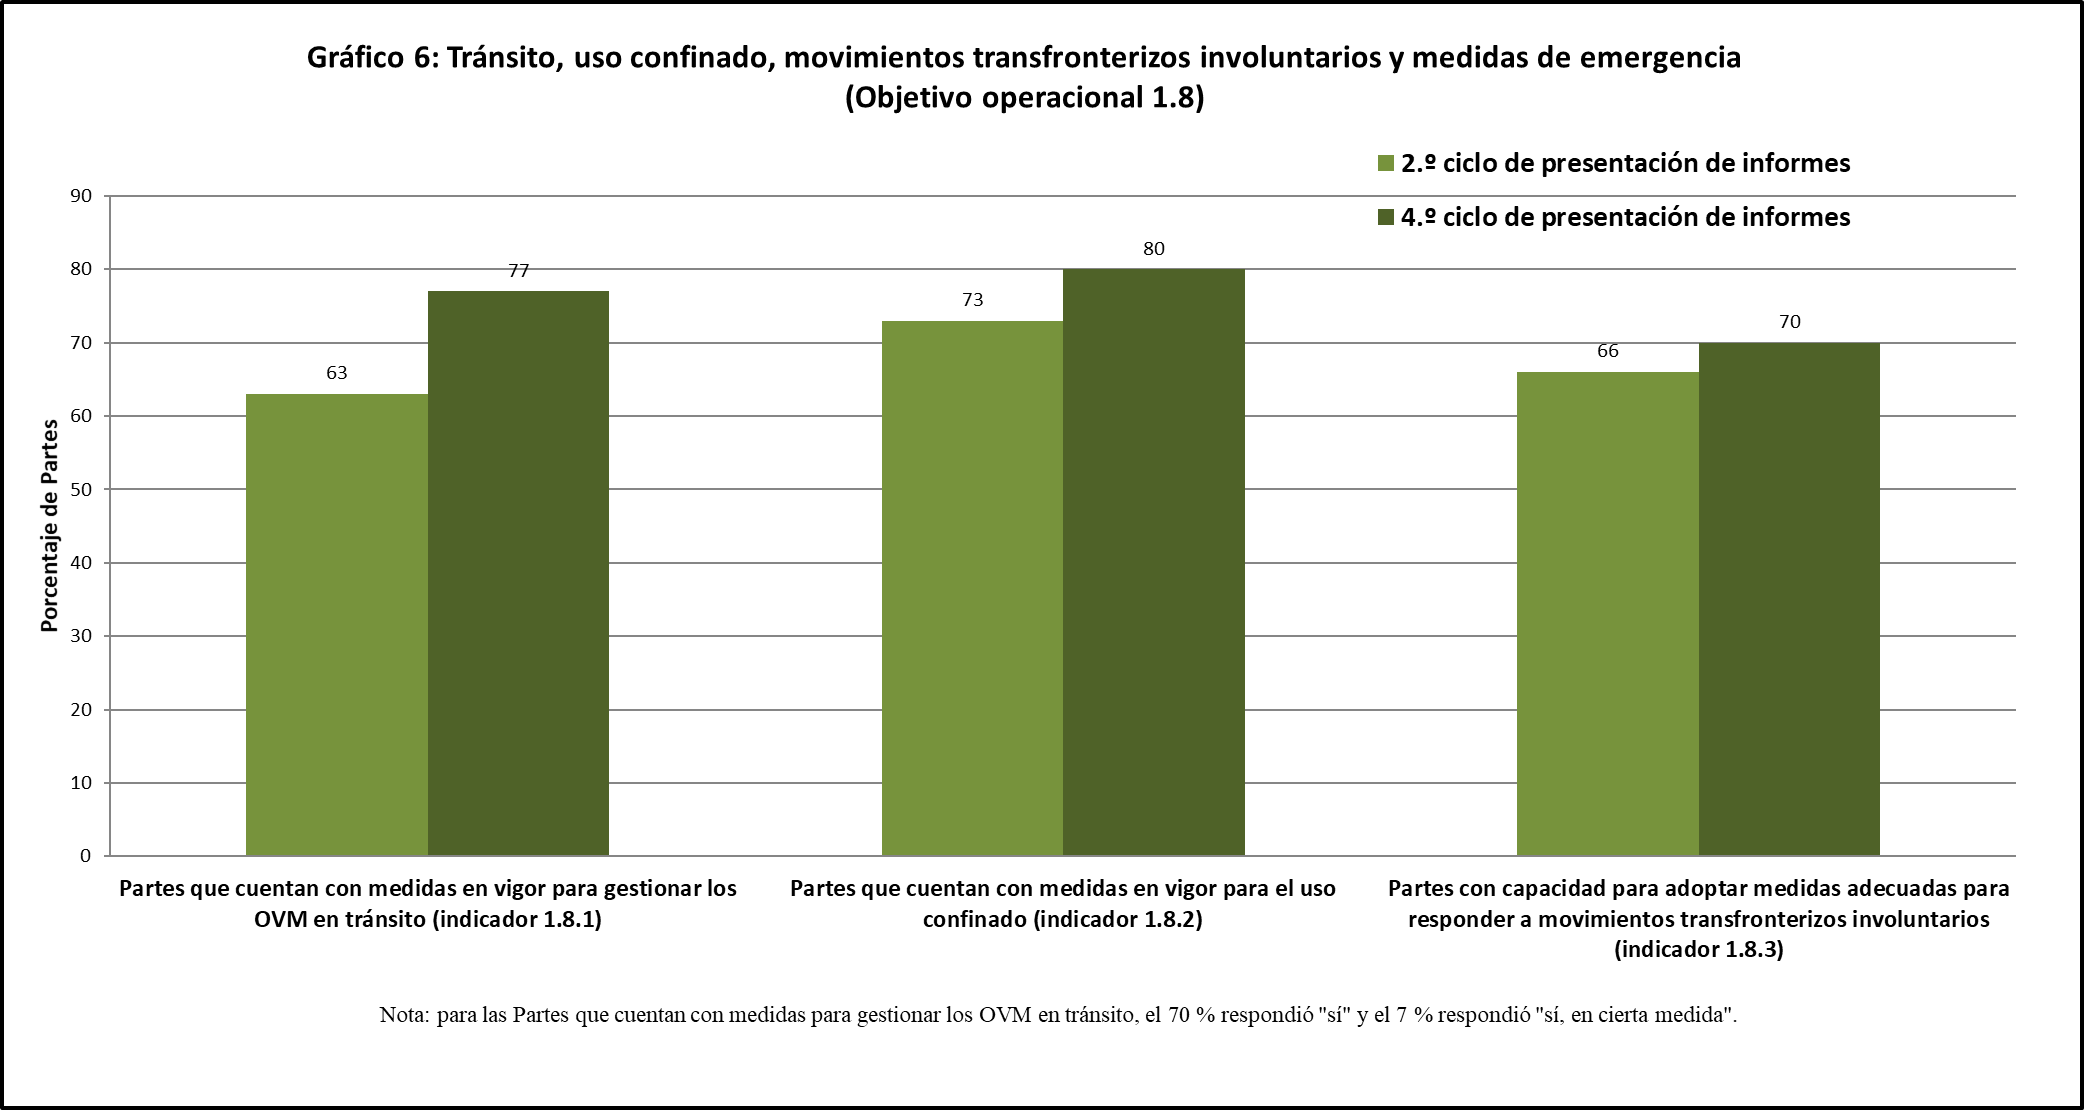 Gráfico 6: Tránsito, uso confinado, movimientos transfronterizos involuntarios y medidas de emergencia
(Objetivo operacional 1.8)
2.º ciclo de presentación de informes
4.º ciclo de presentación de informes
Porcentaje de Partes
90
80
70
60
50
40
30
20
10
0
63
77
73
80
66
70
Partes que cuentan con medidas en vigor para gestionar los
OVM en tránsito (indicador 1.8.1)
Partes que cuentan con medidas en vigor para el uso
confinado (indicador 1.8.2)
Partes con capacidad para adoptar medidas adecuadas para
responder a movimientos transfronterizos involuntarios
(indicador 1.8.3)
Nota: para las Partes que cuentan con medidas para gestionar los OVM en tránsito, el 70 % respondió "sí" y el 7 % respondió "sí, en cierta medida".